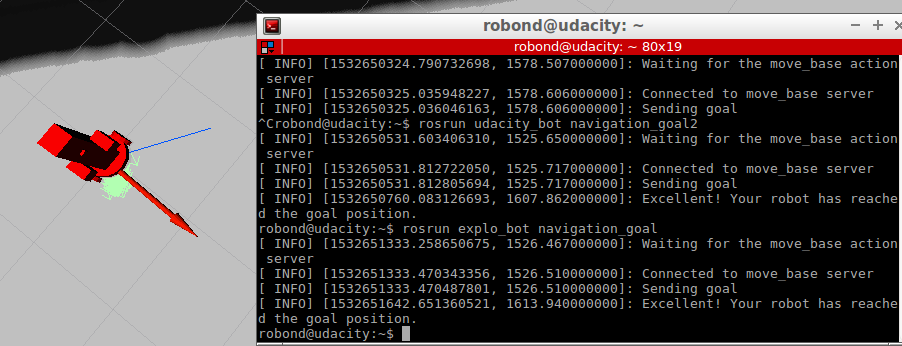 robond@udacity: ~
robond@udacity: ~ 80x19
[ INFO] [1532650324.790732698, 1578.507000000]: Waiting for the move_base action
 server
[ INFO] [1532650325.035948227, 1578.606000000]: Connected to move_base server
[ INFO] [1532650325.036046163, 1578.606000000]: Sending goal
^Crobond@udacity:~$ rosrun udacity_bot navigation_goal2
[ INFO] [1532650531.603406310, 1525.650000000]: Waiting for the move_base action
 server
[ INFO] [1532650531.812722050, 1525.717000000]: Connected to move_base server
[ INFO] [1532650531.812805694, 1525.717000000]: Sending goal
[ INFO] [1532650760.083126693, 1607.862000000]: Excellent! Your robot has reache
d the goal position.
robond@udacity:~$ rosrun explo_bot navigation_goal
[ INFO] [1532651333.258650675, 1526.467000000]: Waiting for the move_base action
 server
[ INFO] [1532651333.470343356, 1526.510000000]: Connected to move_base server
[ INFO] [1532651333.470487801, 1526.510000000]: Sending goal
[ INFO] [1532651642.651360521, 1613.940000000]: Excellent! Your robot has reache
d the goal position.
robond@udacity:~$